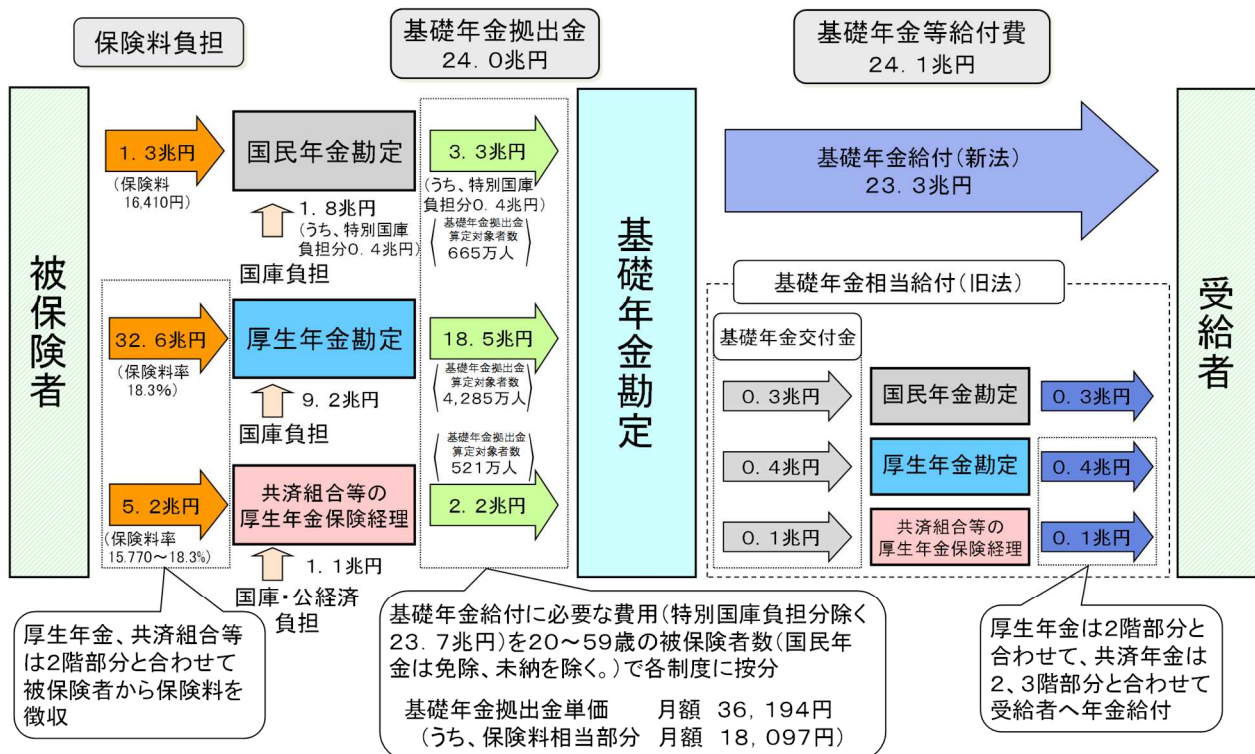 保険料負担
基礎年金拠出金
24．0兆円
基礎年金等給付費
24．1兆円
被保険者
1．3兆円
(保険料
16,410円)
国民年金勘定
1．8兆円
(うち、特別国庫
負担分0．4兆円)
国庫負担
3．3兆円
(うち、特別国庫
負担分0．4兆円)
(基礎年金拠出金
算定対象者数
665万人)
32．6兆円
(保険料率
18.3%)
厚生年金勘定
9．2兆円
国庫負担
18．5兆円
(基礎年金拠出金
算定対象者数
4,285万人)
(基礎年金拠出金
算定対象者数
521万人)
5．2兆円
(保険料率
15.770～18.3%)
共済組合等の
厚生年金保険経理
1．1兆円
国庫・公経済
負担
2．2兆円
基礎年金勘定
基礎年金給付(新法)
23．3兆円
基礎年金相当給付(旧法)
基礎年金交付金
0．3兆円
国民年金勘定
0．3兆円
0．4兆円
厚生年金勘定
0．4兆円
0．1兆円
共済組合等の
厚生年金保険経理
0．1兆円
受給者
厚生年金、共済組合等
は2階部分と合わせて
被保険者から保険料を
徴収
基礎年金給付に必要な費用(特別国庫負担分除く
23．7兆円)を20～59歳の被保険者数(国民年
金は免除、未納を除く。)で各制度に按分
基礎年金拠出金単価　月額　36,194円
(うち、保険料相当部分　月額　18,097円)
厚生年金は2階部分と
合わせて、共済年金は
2、3階部分と合わせて
受給者へ年金給付